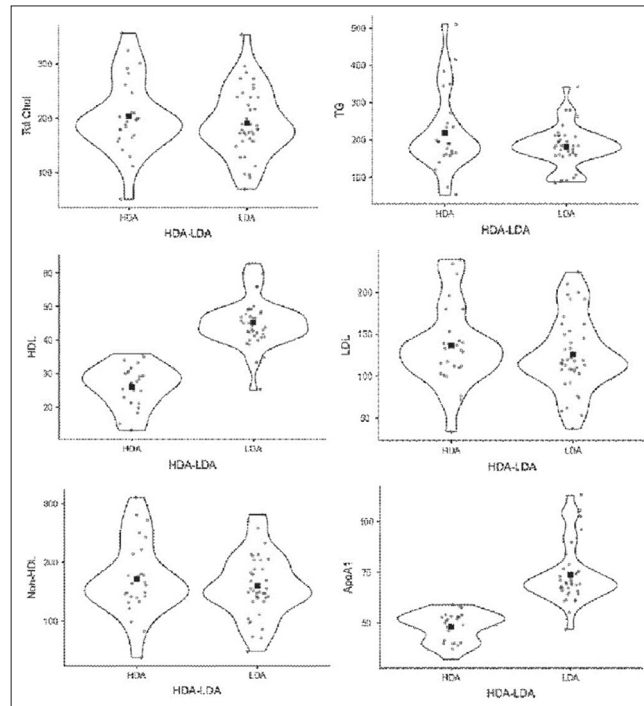 Tot Chol
300
200
100
HDA
LDA
HDA-LDA
TG
500
400
300
200
100
HDA
LDA
HDA-LDA
HDL
60
50
40
30
20
HDA
LDA
HDA-LDA
LDL
200
150
100
50
HDA
LDA
HDA-LDA
Non-HDL
300
200
100
HDA
LDA
HDA-LDA
ApoA1
100
75
50
HDA
LDA
HDA-LDA